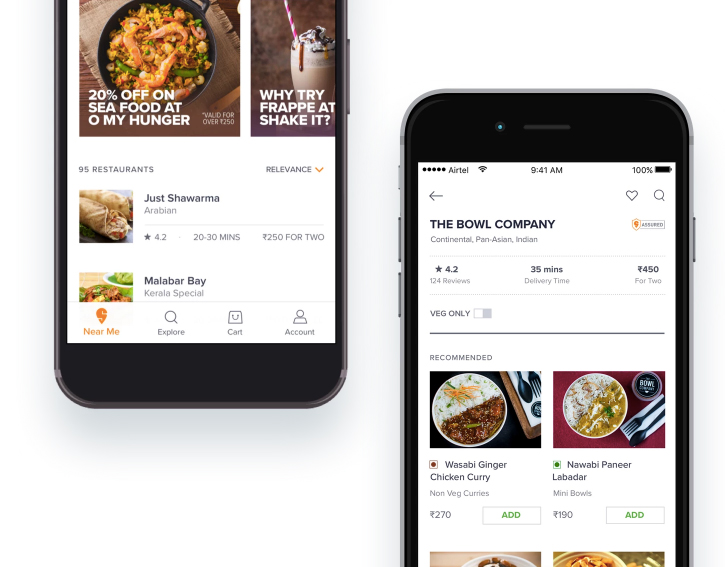 20% OFF ON
SEA FOOD AT
O MY HUNGER
*VALID FOR
OVER ₹250
WHY TRY
FRAPPE AT
SHAKE IT?
95 RESTAURANTS
RELEVANCE
Just Shawarma
Arabian
★ 4.2 · 20-30 MINS ₹250 FOR TWO
Malabar Bay
Kerala Special
Near Me
Explore
Cart
Account
Airtel 9:41 AM 100%
THE BOWL COMPANY
ASSURED
Continental, Pan-Asian, Indian
★ 4.2 35 mins ₹450
124 Reviews Delivery Time For Two
VEG ONLY
RECOMMENDED
BOWL
Wasabi Ginger
Chicken Curry
Non Veg Curries
₹270 ADD
Nawabi Paneer
Labadar
Mini Bowls
₹190 ADD